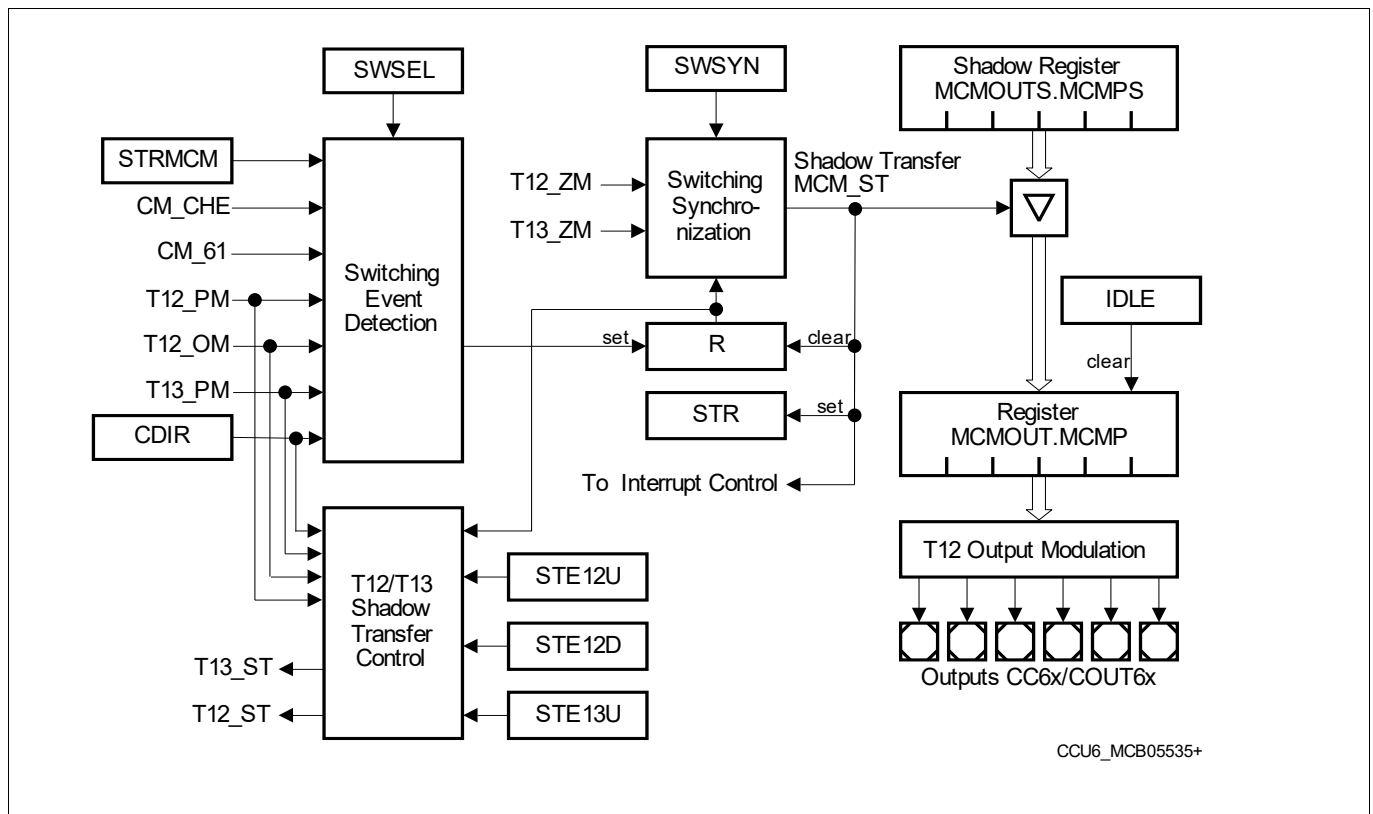 SWSEL
SWSYN
Shadow Register
MCMOUTS.MCMPS
STRMCM
CM_CHE
CM_61
T12_PM
T12_OM
T13_PM
CDIR
Switching
Event
Detection
T12_ZM
T13_ZM
Switching
Synchro-
nization
Shadow Transfer
MCM_ST
IDLE
clear
set
R
clear
STR
set
To Interrupt Control
Register
MCMOUT.MCMP
T12 Output Modulation
Outputs CC6x/COUT6x
T12/T13
Shadow
Transfer
Control
STE12U
STE12D
STE13U
T13_ST
T12_ST
CCU6_MCB05535+